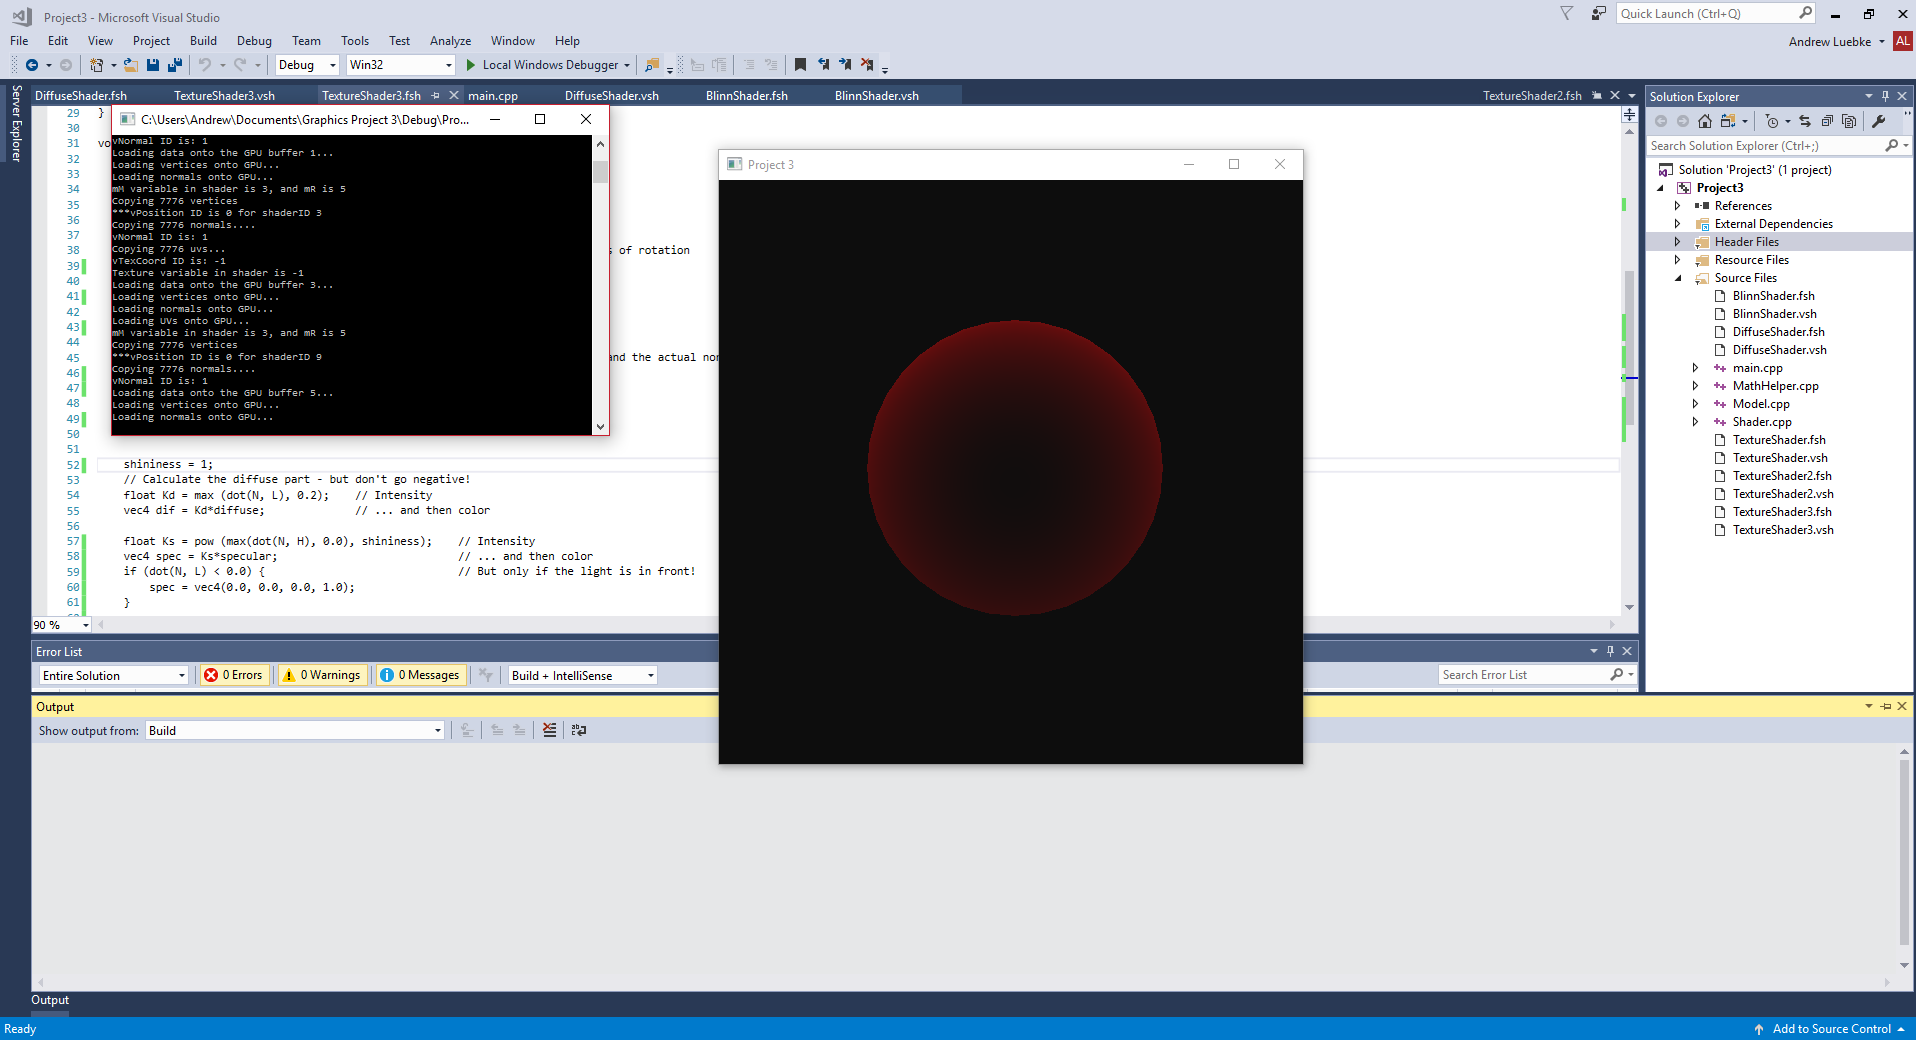 Project3 - Microsoft Visual Studio
Quick Launch (Ctrl+Q)
File Edit View Project Build Debug Team Tools Test Analyze Window Help
Andrew Luebke AL
Debug Win32 Local Windows Debugger
Server Explorer
DiffuseShader.fsh TextureShader3.vsh TextureShader3.fsh main.cpp DiffuseShader.vsh BlinnShader.fsh BlinnShader.vsh TextureShader2.fsh
29 }
30
31 vo
32
33
34
35
36
37
38 s of rotation
39
40
41
42
43
44
45 and the actual nor
46
47
48
49
50
51
52 shininess = 1;
53 // Calculate the diffuse part - but don't go negative!
54 float Kd = max (dot(N, L), 0.2); // Intensity
55 vec4 dif = Kd*diffuse; // ... and then color
56
57 float Ks = pow (max(dot(N, H), 0.0), shininess); // Intensity
58 vec4 spec = Ks*specular; // ... and then color
59 if (dot(N, L) < 0.0) { // But only if the light is in front!
60 spec = vec4(0.0, 0.0, 0.0, 1.0);
61 }
90 %
C:\Users\Andrew\Documents\Graphics Project 3\Debug\Pro...
vNormal ID is: 1
Loading data onto the GPU buffer 1...
Loading vertices onto GPU...
Loading normals onto GPU...
mM variable in shader is 3, and mR is 5
Copying 7776 vertices
***vPosition ID is 0 for shaderID 3
Copying 7776 normals....
vNormal ID is: 1
Copying 7776 uvs...
vTexCoord ID is: -1
Texture variable in shader is -1
Loading data onto the GPU buffer 3...
Loading vertices onto GPU...
Loading normals onto GPU...
Loading UVs onto GPU...
mM variable in shader is 3, and mR is 5
Copying 7776 vertices
***vPosition ID is 0 for shaderID 9
Copying 7776 normals....
vNormal ID is: 1
Loading data onto the GPU buffer 5...
Loading vertices onto GPU...
Loading normals onto GPU...
Project 3
Solution Explorer
Search Solution Explorer (Ctrl+;)
Solution 'Project3' (1 project)
Project3
References
External Dependencies
Header Files
Resource Files
Source Files
BlinnShader.fsh
BlinnShader.vsh
DiffuseShader.fsh
DiffuseShader.vsh
main.cpp
MathHelper.cpp
Model.cpp
Shader.cpp
TextureShader.fsh
TextureShader.vsh
TextureShader2.fsh
TextureShader2.vsh
TextureShader3.fsh
TextureShader3.vsh
Error List
Entire Solution 0 Errors 0 Warnings 0 Messages Build + IntelliSense Search Error List
Output
Show output from: Build
Output
Ready Add to Source Control